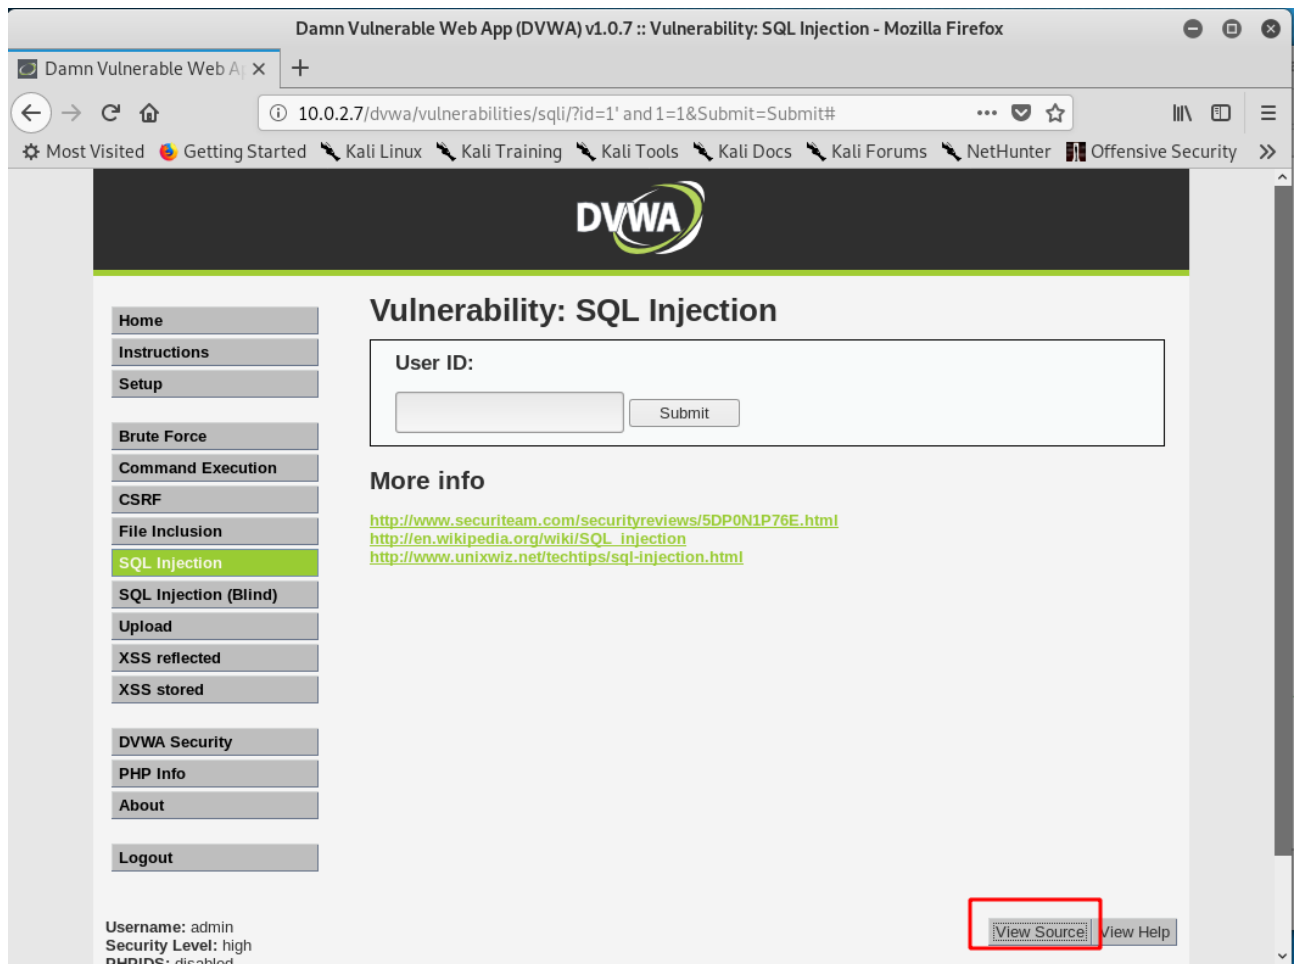 Damn Vulnerable Web App (DVWA) v1.0.7 :: Vulnerability: SQL Injection - Mozilla Firefox
Damn Vulnerable Web A
10.0.2.7/dvwa/vulnerabilities/sqli/?id=1' and 1=1&Submit=Submit#
Most Visited Getting Started Kali Linux Kali Training Kali Tools Kali Docs Kali Forums NetHunter Offensive Security
DVWA
Vulnerability: SQL Injection
User ID:
Submit
More info
http://www.securiteam.com/securityreviews/5DP0N1P76E.html
http://en.wikipedia.org/wiki/SQL_injection
http://www.unixwiz.net/techtips/sql-injection.html
Home
Instructions
Setup
Brute Force
Command Execution
CSRF
File Inclusion
SQL Injection
SQL Injection (Blind)
Upload
XSS reflected
XSS stored
DVWA Security
PHP Info
About
Logout
Username: admin
Security Level: high
PHPIDS: disabled
View Source View Help